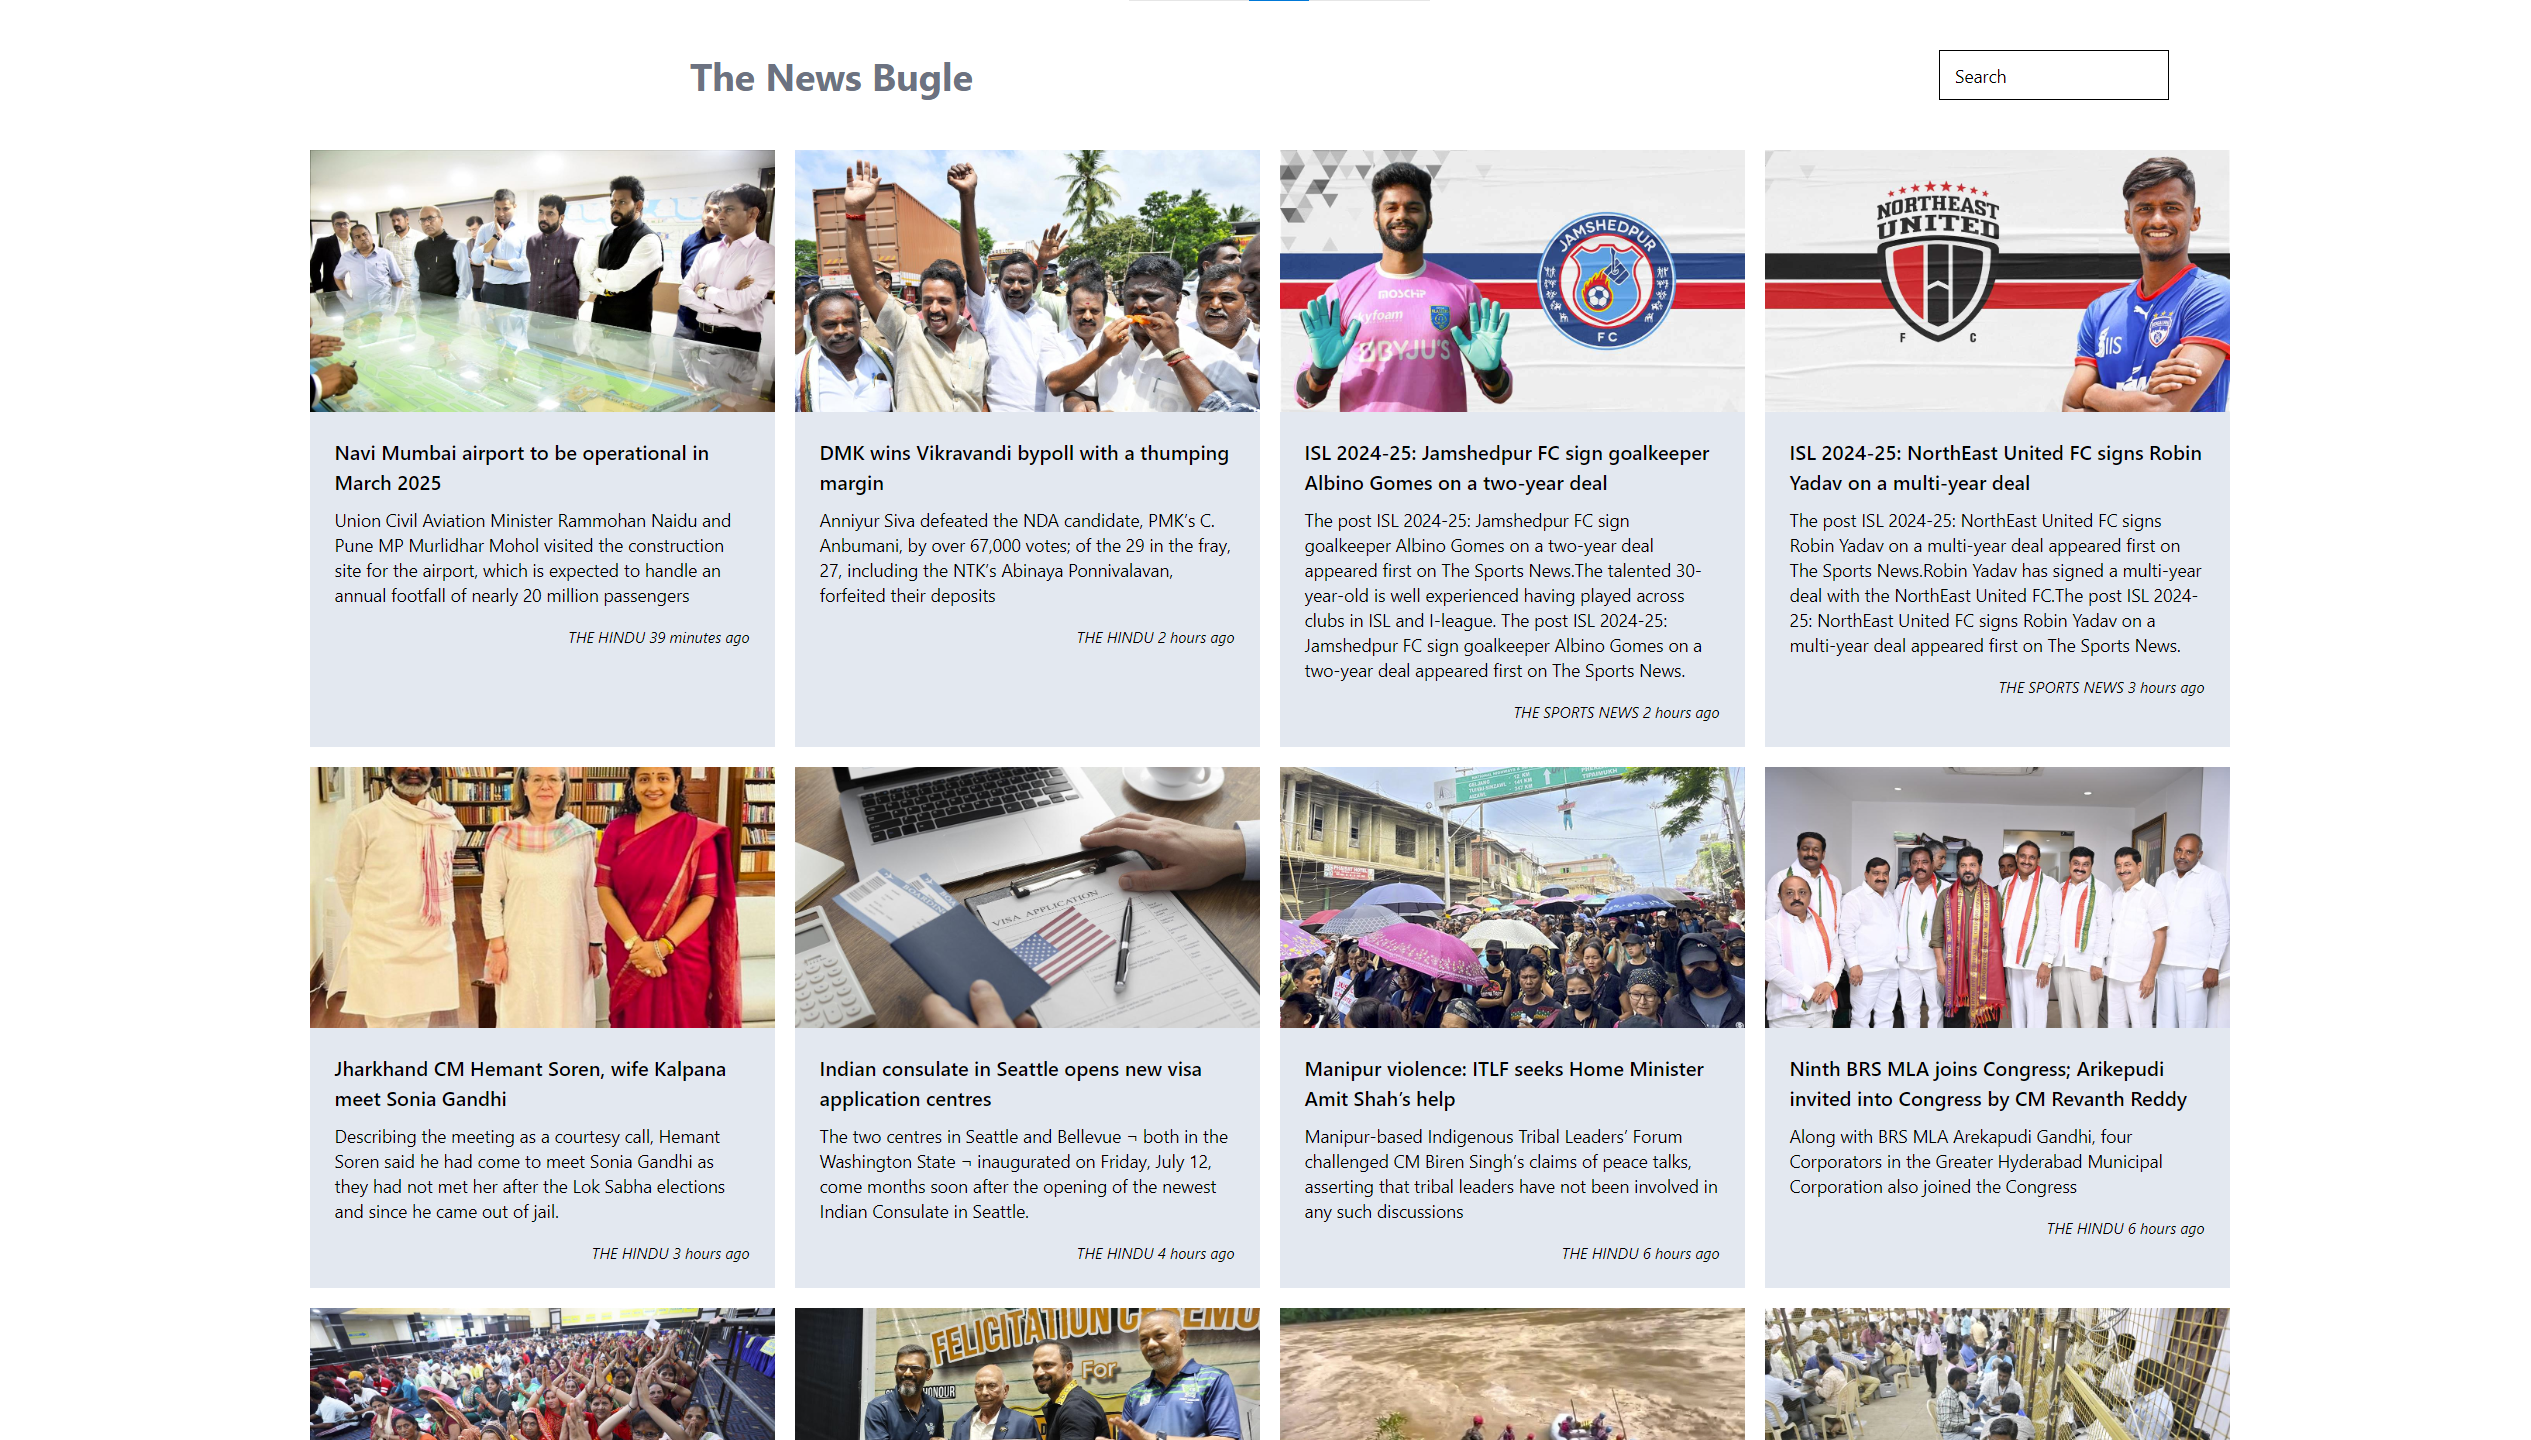 The News Bugle
Search
MOSCHIP
kyfoam
BYJU'S
JAMSHEDPUR
FC
NORTHEAST
UNITED
F C
IIS
Navi Mumbai airport to be operational in
March 2025
Union Civil Aviation Minister Rammohan Naidu and
Pune MP Murlidhar Mohol visited the construction
site for the airport, which is expected to handle an
annual footfall of nearly 20 million passengers
THE HINDU 39 minutes ago
DMK wins Vikravandi bypoll with a thumping
margin
Anniyur Siva defeated the NDA candidate, PMK’s C.
Anbumani, by over 67,000 votes; of the 29 in the fray,
27, including the NTK’s Abinaya Ponnivalavan,
forfeited their deposits
THE HINDU 2 hours ago
ISL 2024-25: Jamshedpur FC sign goalkeeper
Albino Gomes on a two-year deal
The post ISL 2024-25: Jamshedpur FC sign
goalkeeper Albino Gomes on a two-year deal
appeared first on The Sports News.The talented 30-
year-old is well experienced having played across
clubs in ISL and I-league. The post ISL 2024-25:
Jamshedpur FC sign goalkeeper Albino Gomes on a
two-year deal appeared first on The Sports News.
THE SPORTS NEWS 2 hours ago
ISL 2024-25: NorthEast United FC signs Robin
Yadav on a multi-year deal
The post ISL 2024-25: NorthEast United FC signs
Robin Yadav on a multi-year deal appeared first on
The Sports News.Robin Yadav has signed a multi-year
deal with the NorthEast United FC.The post ISL 2024-
25: NorthEast United FC signs Robin Yadav on a
multi-year deal appeared first on The Sports News.
THE SPORTS NEWS 3 hours ago
BOARDING
VISA APPLICATION
Jharkhand CM Hemant Soren, wife Kalpana
meet Sonia Gandhi
Describing the meeting as a courtesy call, Hemant
Soren said he had come to meet Sonia Gandhi as
they had not met her after the Lok Sabha elections
and since he came out of jail.
THE HINDU 3 hours ago
Indian consulate in Seattle opens new visa
application centres
The two centres in Seattle and Bellevue ¬ both in the
Washington State ¬ inaugurated on Friday, July 12,
come months soon after the opening of the newest
Indian Consulate in Seattle.
THE HINDU 4 hours ago
Manipur violence: ITLF seeks Home Minister
Amit Shah’s help
Manipur-based Indigenous Tribal Leaders’ Forum
challenged CM Biren Singh’s claims of peace talks,
asserting that tribal leaders have not been involved in
any such discussions
THE HINDU 6 hours ago
Ninth BRS MLA joins Congress; Arikepudi
invited into Congress by CM Revanth Reddy
Along with BRS MLA Arekapudi Gandhi, four
Corporators in the Greater Hyderabad Municipal
Corporation also joined the Congress
THE HINDU 6 hours ago
FELICITATION CEREMO
For
HONOUR